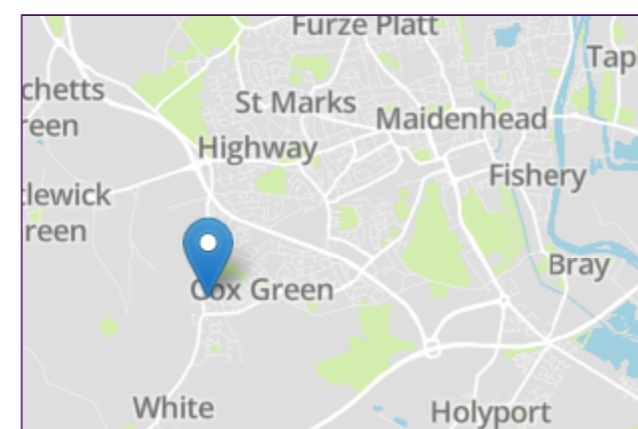 Furze Platt
Tap
chetts
reen
St Marks
Maidenhead
Highway
Fishery
tlewick
reen
Bray
Cox Green
White
Holyport